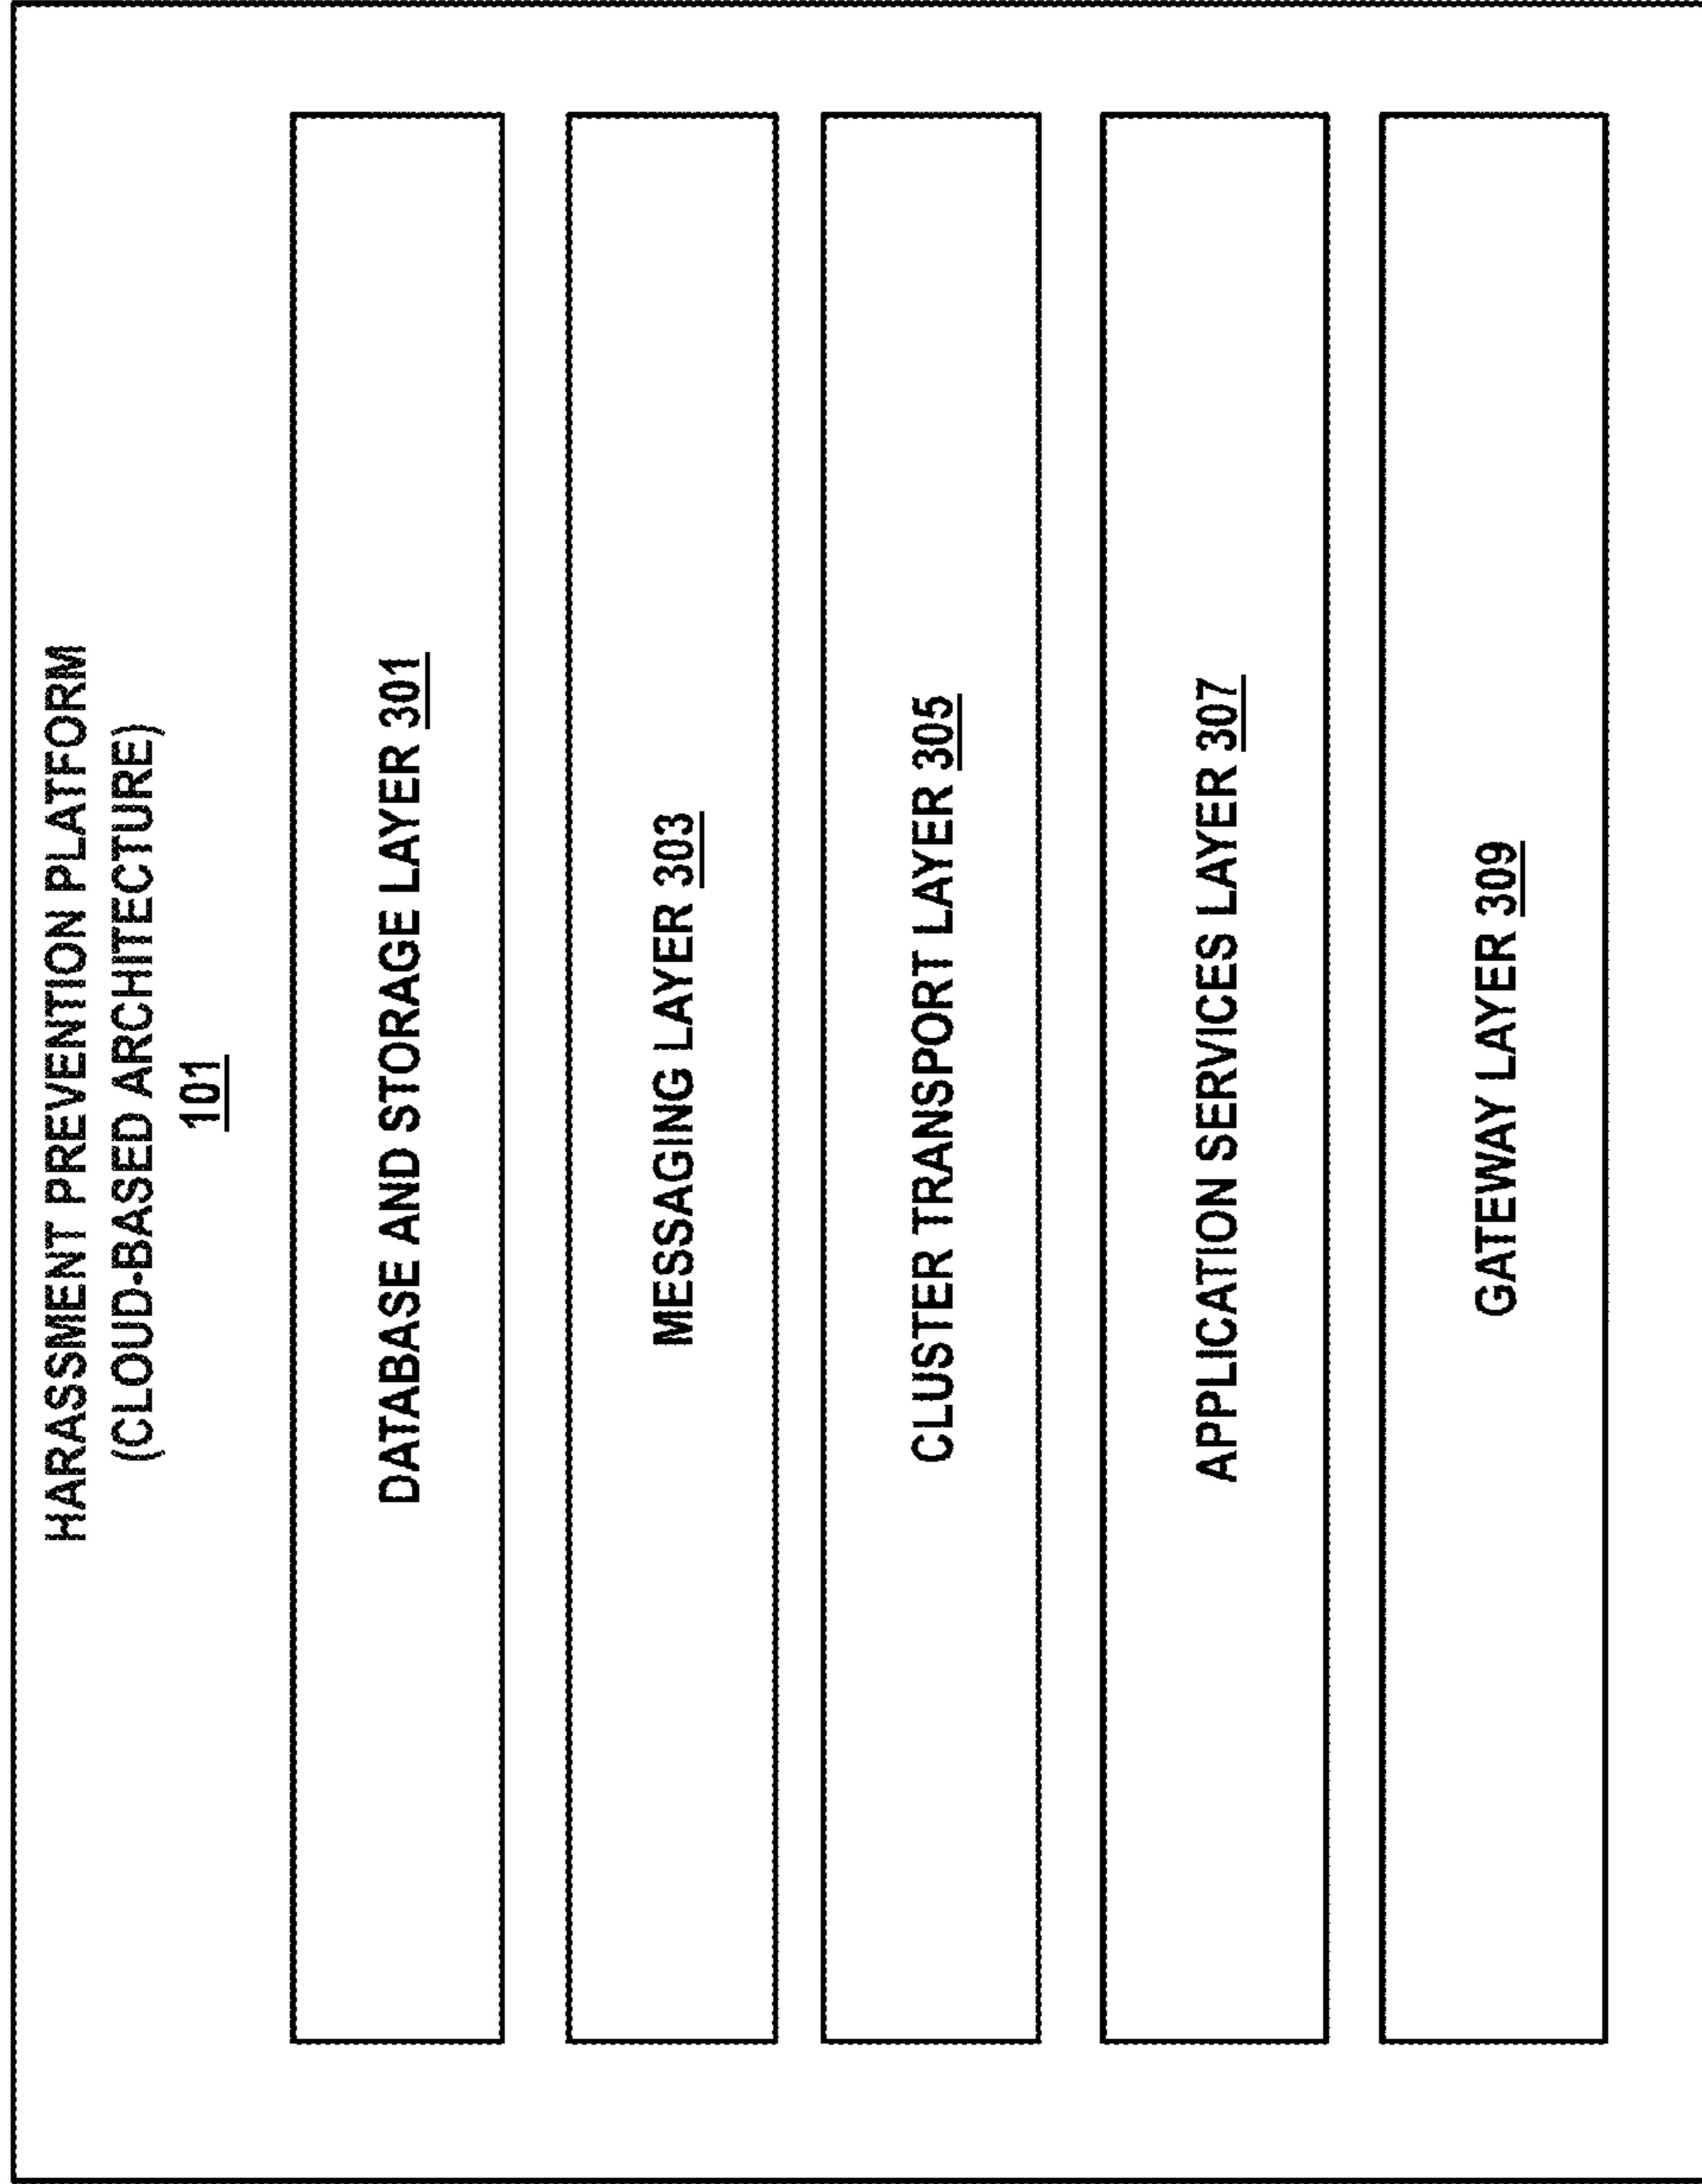 HARASSMENT PREVENTION PLATFORM
(CLOUD-BASED ARCHITECTURE)
101
DATABASE AND STORAGE LAYER 301
MESSAGING LAYER 303
CLUSTER TRANSPORT LAYER 305
APPLICATION SERVICES LAYER 307
GATEWAY LAYER 309